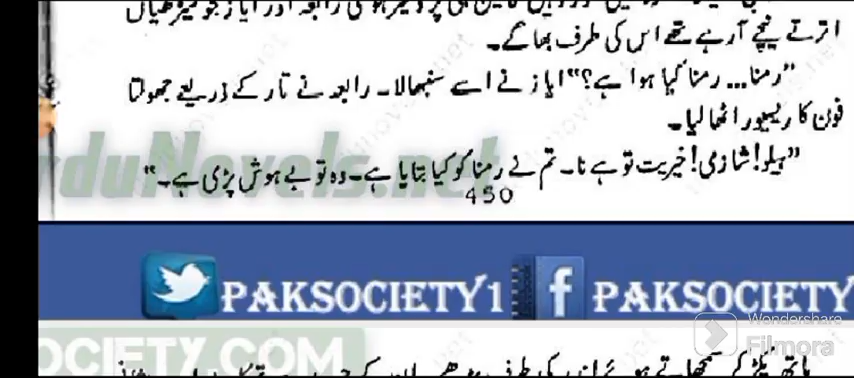 اترتے نیچے آرہے تھے اس کی طرف بھاگے۔
”رمنا... رمنا کیا ہوا ہے؟“ ایاز نے اسے سنبھالا۔ رابعہ نے تار کے ذریعے جھولتا
فون کا ریسیور اٹھا لیا۔
”ہیلو! شازی! خیریت تو ہے نا۔ تم نے رمنا کو کیا بتایا ہے۔ وہ تو بے ہوش پڑی ہے۔“
rduNovels.net
450
PAKSOCIETY1 PAKSOCIETY
Wondershare
Filmora
OCIETY.COM